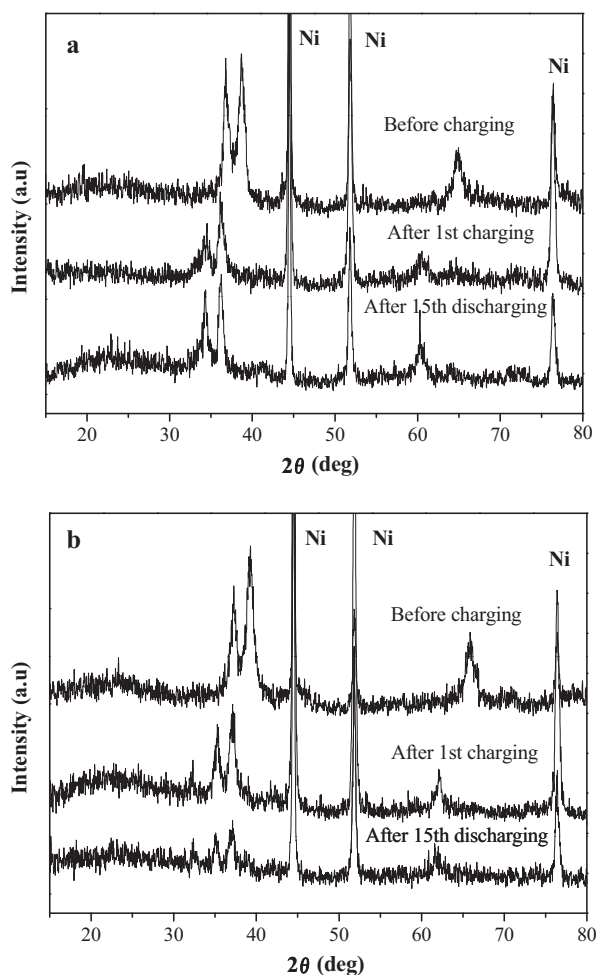 a
Ni
Ni
Ni
Before charging
After 1st charging
After 15th discharging
Intensity (a.u)
20
30
40
50
60
70
80
2θ (deg)
b
Ni
Ni
Ni
Before charging
After 1st charging
After 15th discharging
Intensity (a.u)
20
30
40
50
60
70
80
2θ (deg)